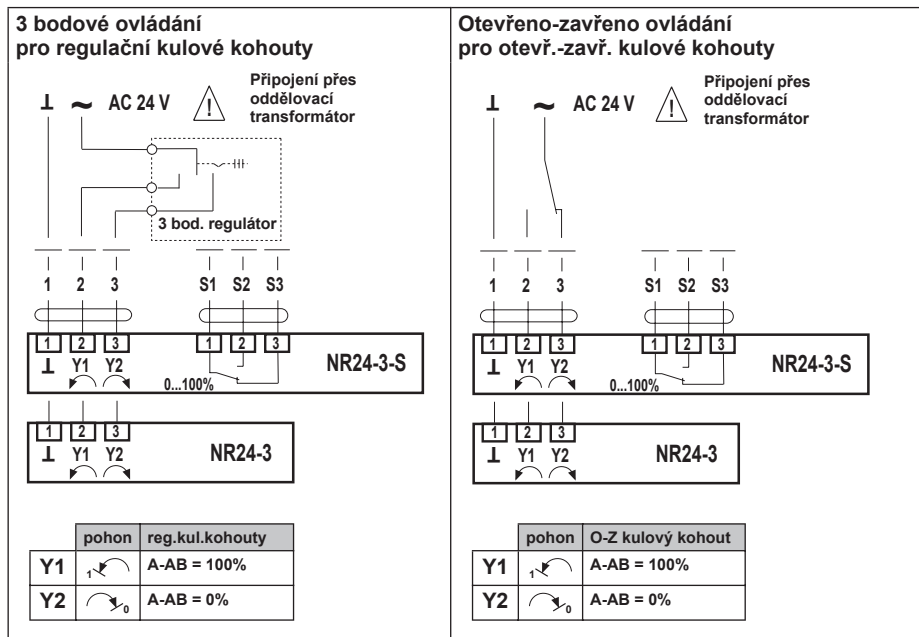 3 bodové ovládání
pro regulační kulové kohouty
⊥ ~ AC 24 V
Připojení přes
oddělovací
transformátor
3 bod. regulátor
1 2 3 S1 S2 S3
1 2 3 1 2 3
⊥ Y1 Y2
0...100%
NR24-3-S
1 2 3
⊥ Y1 Y2
NR24-3
pohon reg.kul.kohouty
Y1 1 A-AB = 100%
Y2 0 A-AB = 0%
Otevřeno-zavřeno ovládání
pro otevř.-zavř. kulové kohouty
⊥ ~ AC 24 V
Připojení přes
oddělovací
transformátor
1 2 3 S1 S2 S3
1 2 3 1 2 3
⊥ Y1 Y2
0...100%
NR24-3-S
1 2 3
⊥ Y1 Y2
NR24-3
pohon O-Z kulový kohout
Y1 1 A-AB = 100%
Y2 0 A-AB = 0%